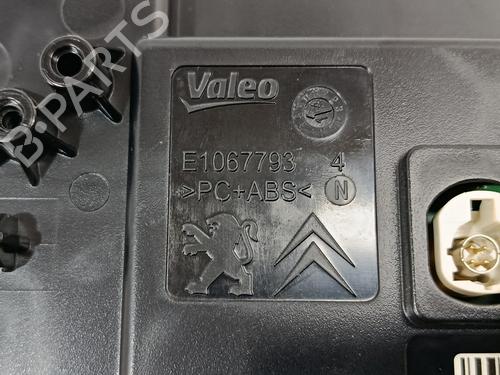 Valeo
E1067793 4
>PC+ABS< N
B-PARTS